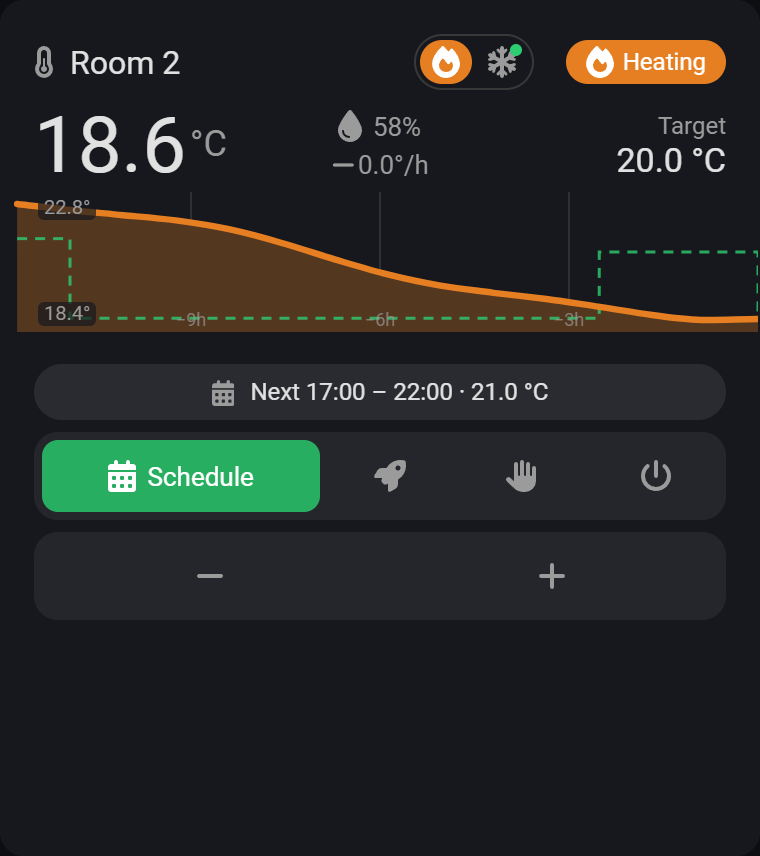 Room 2
Heating
18.6 °C
58%
0.0°/h
Target
20.0 °C
22.8°
18.4°
−9h
−6h
−3h
Next 17:00 – 22:00 · 21.0 °C
Schedule